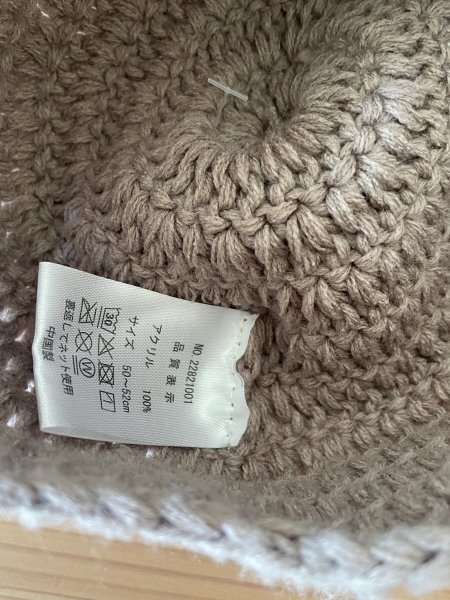 NO. 22821001
品質表示
アクリル 100%
サイズ 50~62cm
30
W
裏返してネット使用
中国製